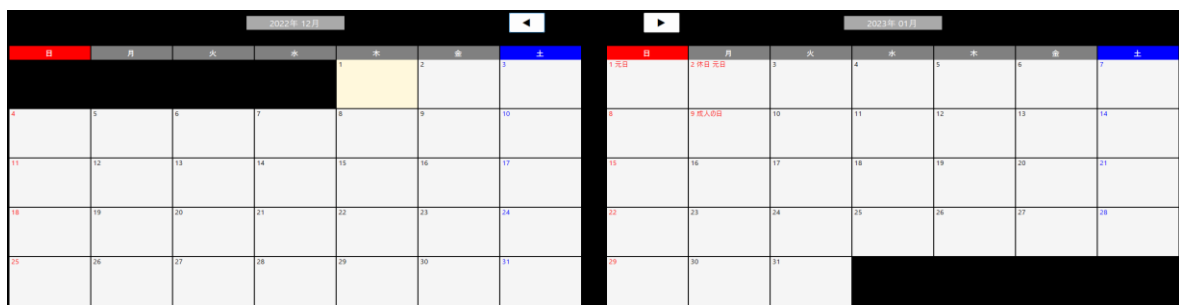 2022年 12月
◀
日 月 火 水 木 金 土
1 2 3
4 5 6 7 8 9 10
11 12 13 14 15 16 17
18 19 20 21 22 23 24
25 26 27 28 29 30 31
▶
2023年 01月
日 月 火 水 木 金 土
1 元日 2 休日 元日 3 4 5 6 7
8 9 成人の日 10 11 12 13 14
15 16 17 18 19 20 21
22 23 24 25 26 27 28
29 30 31